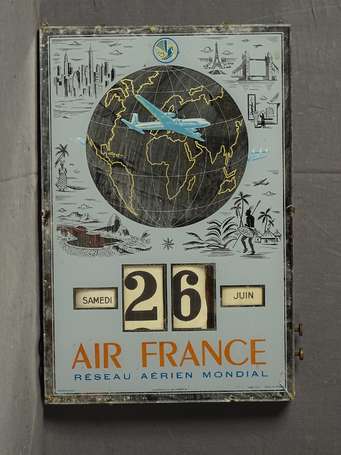 SAMEDI 26 JUIN
AIR FRANCE
RÉSEAU AÉRIEN MONDIAL